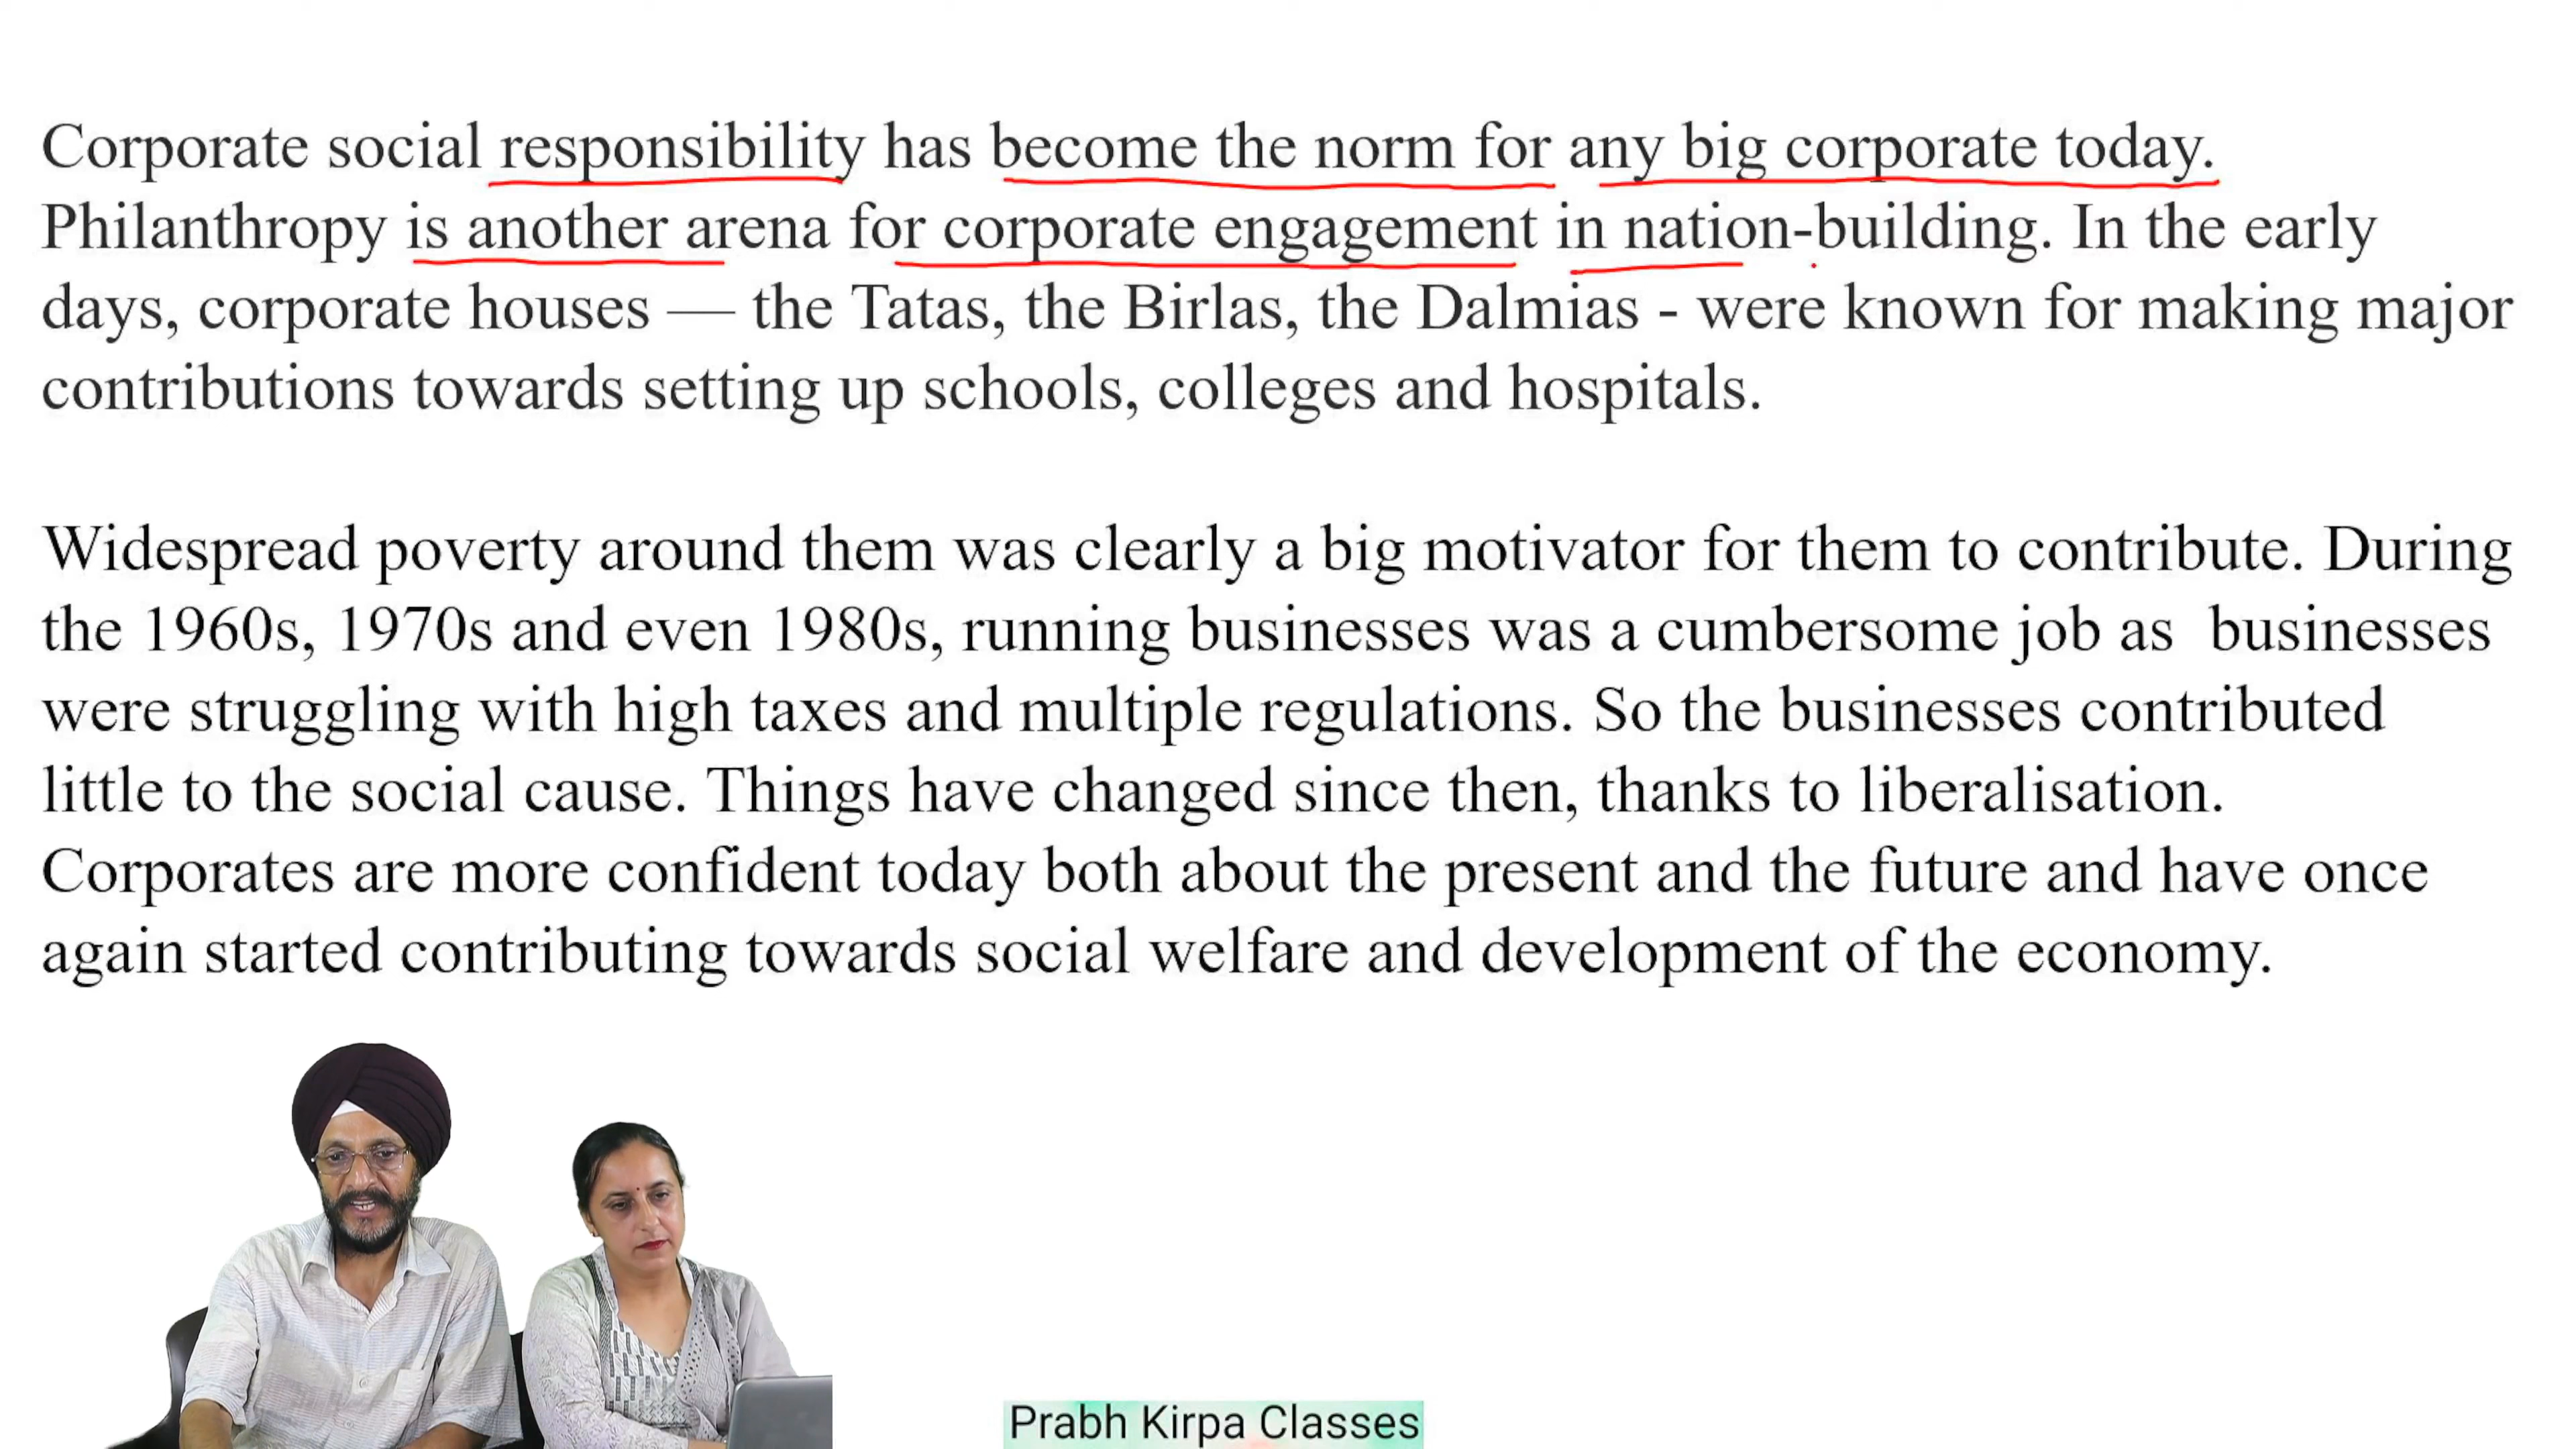 Corporate social responsibility has become the norm for any big corporate today.
Philanthropy is another arena for corporate engagement in nation-building. In the early
days, corporate houses — the Tatas, the Birlas, the Dalmias - were known for making major
contributions towards setting up schools, colleges and hospitals.
Widespread poverty around them was clearly a big motivator for them to contribute. During
the 1960s, 1970s and even 1980s, running businesses was a cumbersome job as  businesses
were struggling with high taxes and multiple regulations. So the businesses contributed
little to the social cause. Things have changed since then, thanks to liberalisation.
Corporates are more confident today both about the present and the future and have once
again started contributing towards social welfare and development of the economy.
Prabh Kirpa Classes